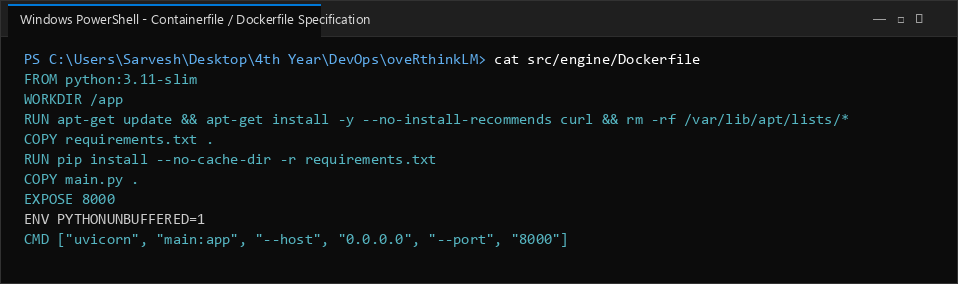 Windows PowerShell - Containerfile / Dockerfile Specification
PS C:\Users\Sarvesh\Desktop\4th Year\DevOps\oveRthinkLM> cat src/engine/Dockerfile
FROM python:3.11-slim
WORKDIR /app
RUN apt-get update && apt-get install -y --no-install-recommends curl && rm -rf /var/lib/apt/lists/*
COPY requirements.txt .
RUN pip install --no-cache-dir -r requirements.txt
COPY main.py .
EXPOSE 8000
ENV PYTHONUNBUFFERED=1
CMD ["uvicorn", "main:app", "--host", "0.0.0.0", "--port", "8000"]